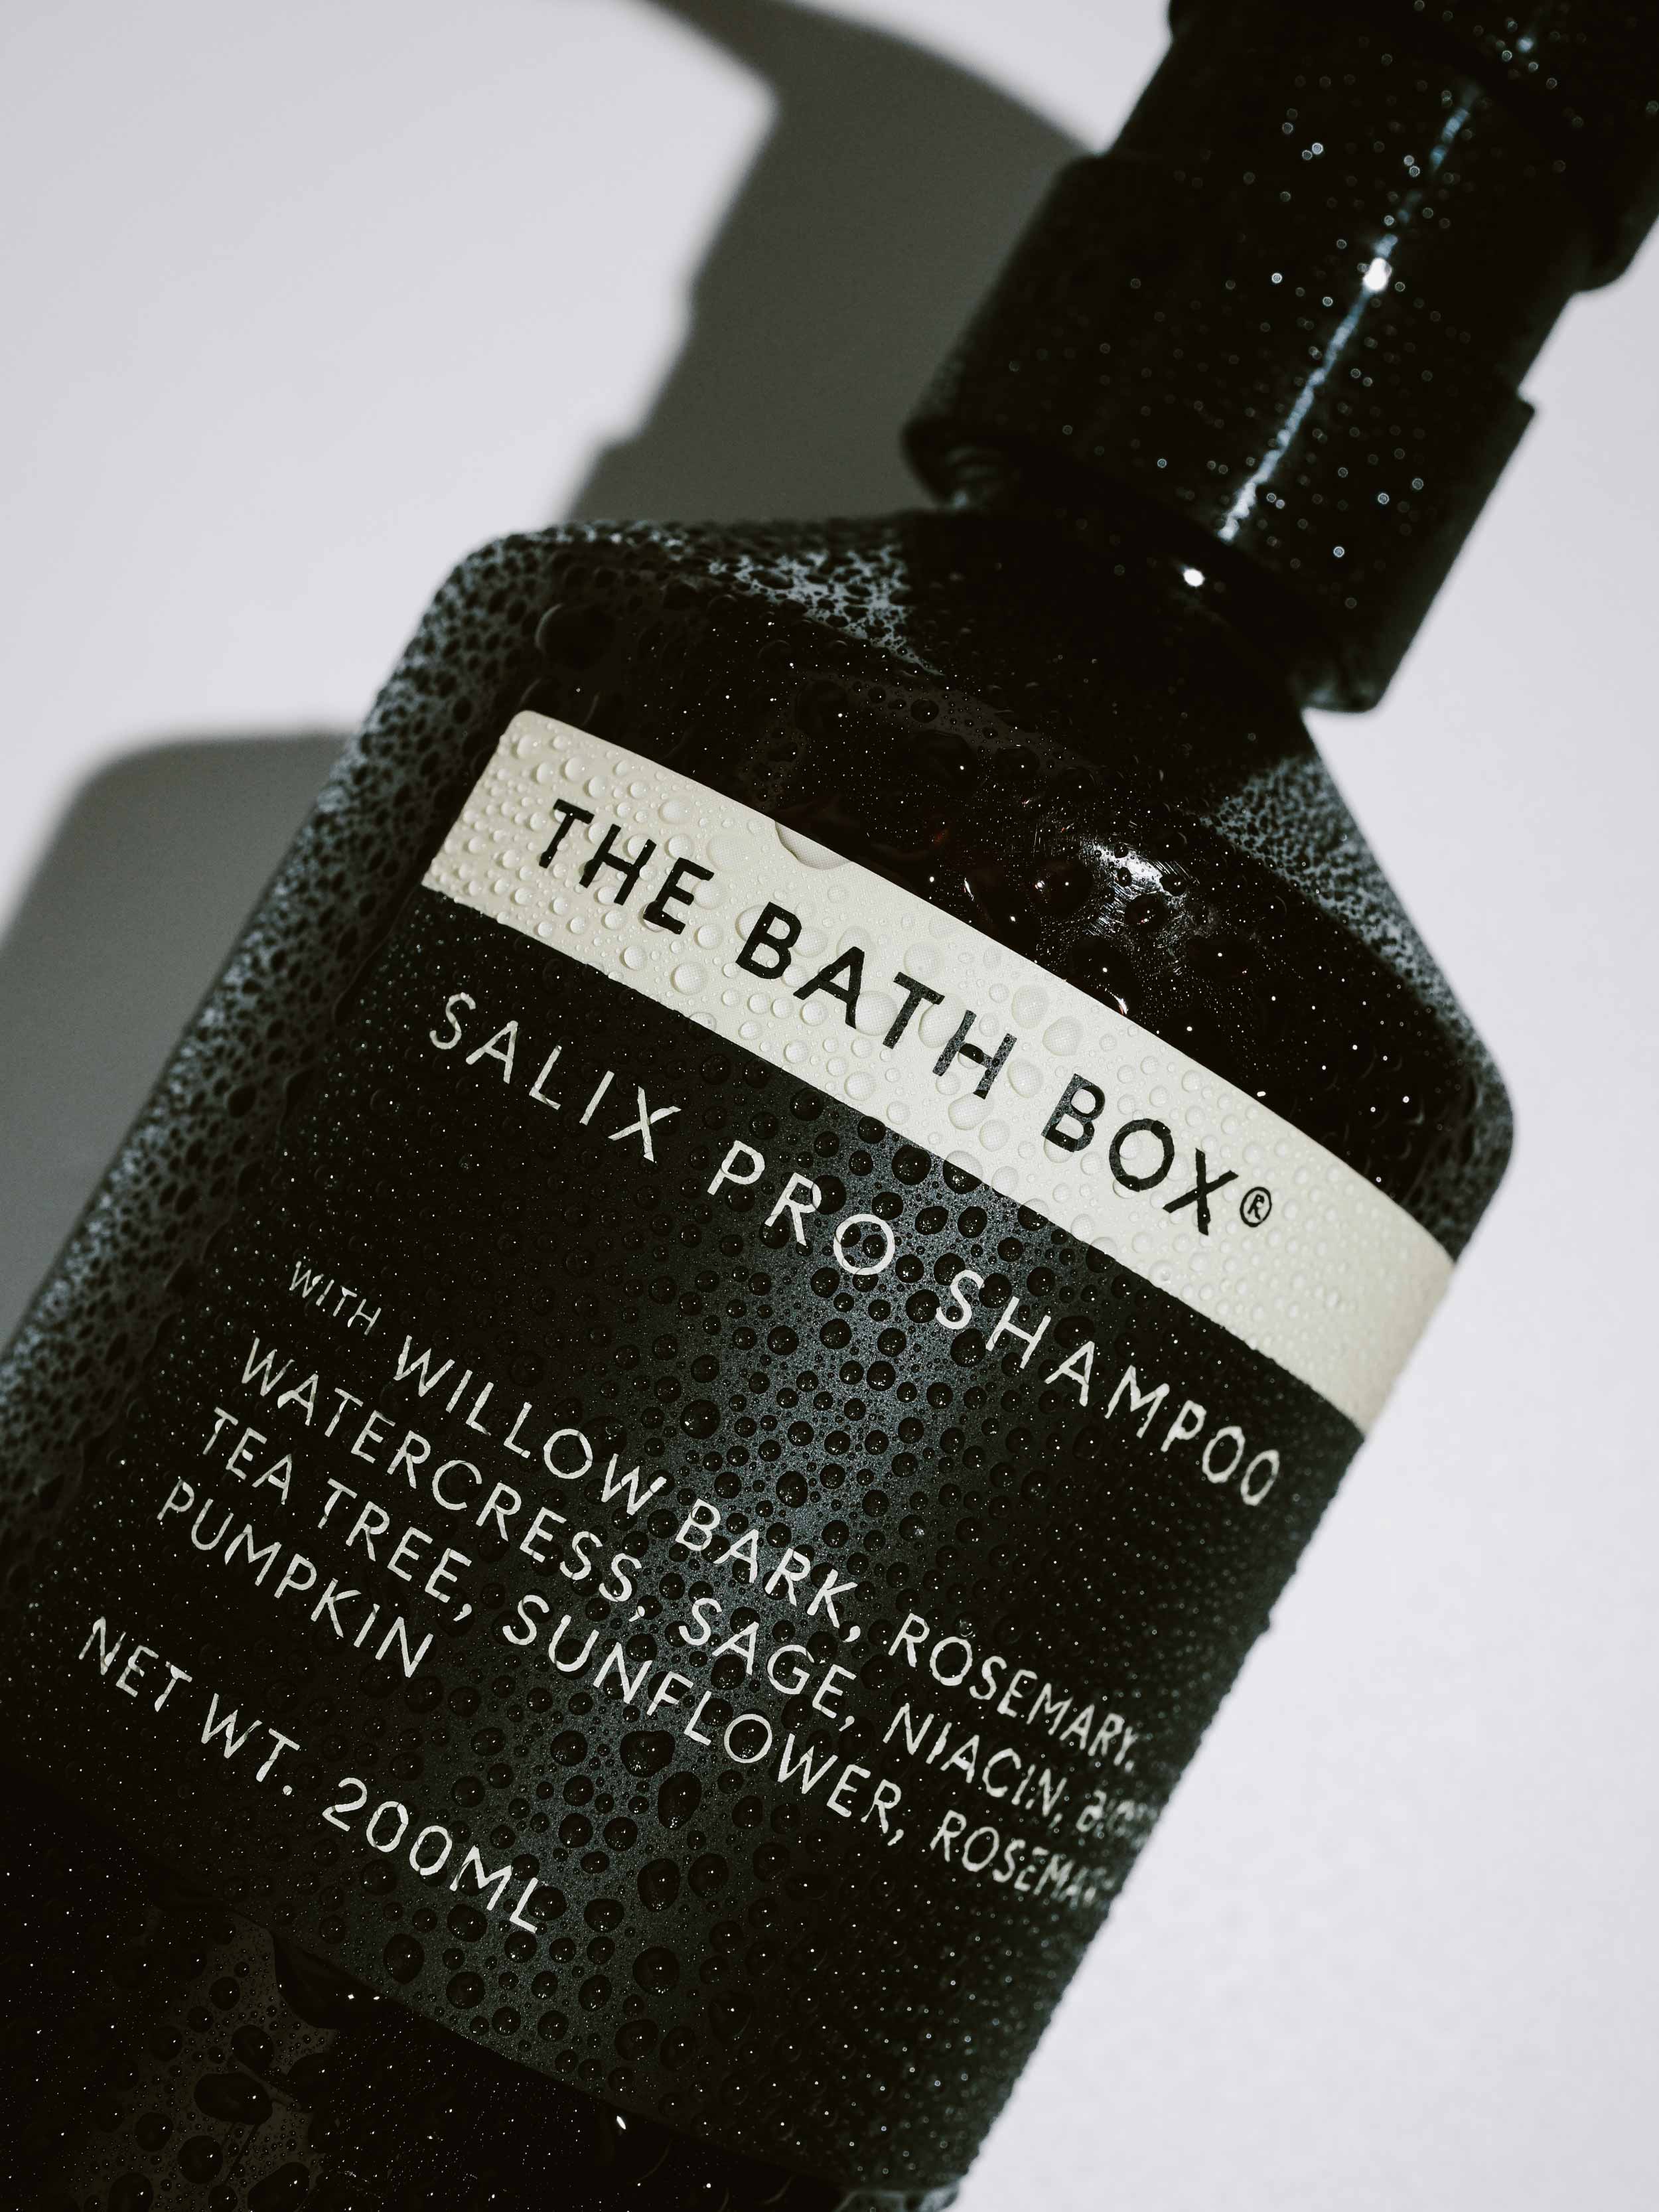 THE BATH BOX®
SALIX PRO SHAMPOO
WITH WILLOW BARK, ROSEMARY,
WATERCRESS, SAGE, NIACIN,
TEA TREE, SUNFLOWER,
PUMPKIN
NET WT. 200ML